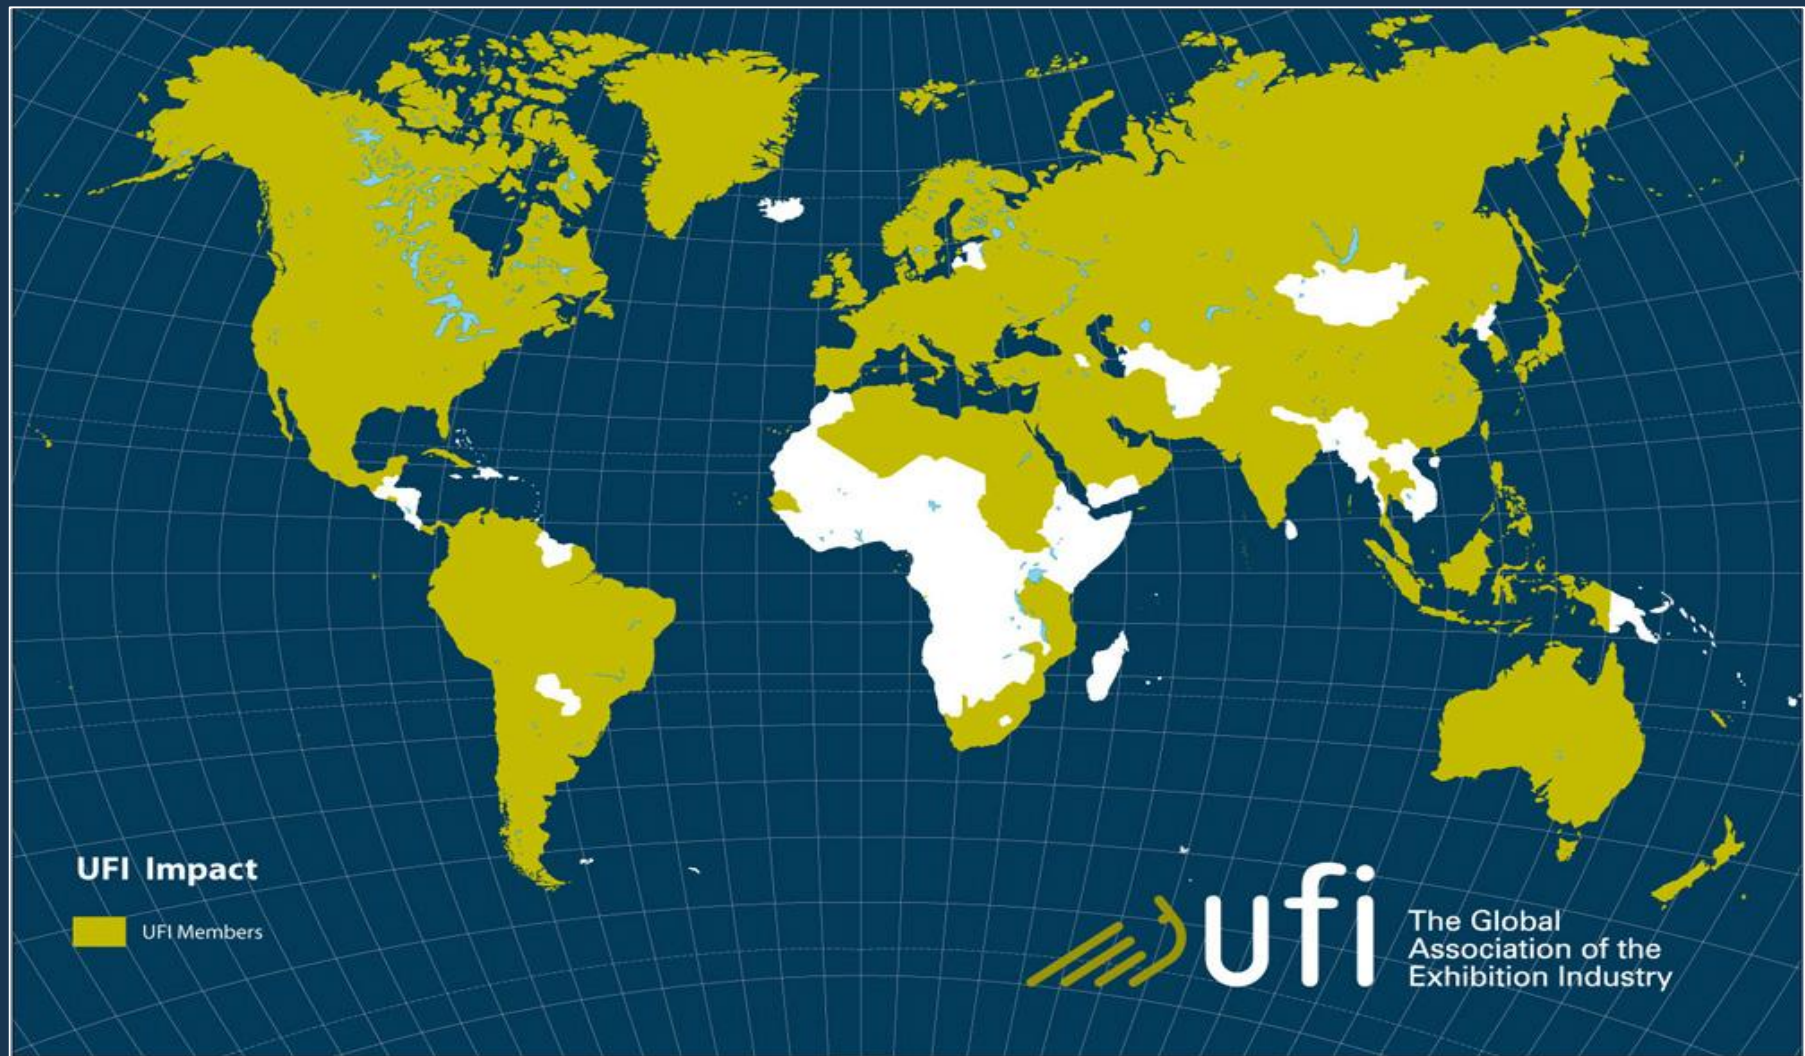 UFI Impact
UFI Members
ufi
The Global
Association of the
Exhibition Industry